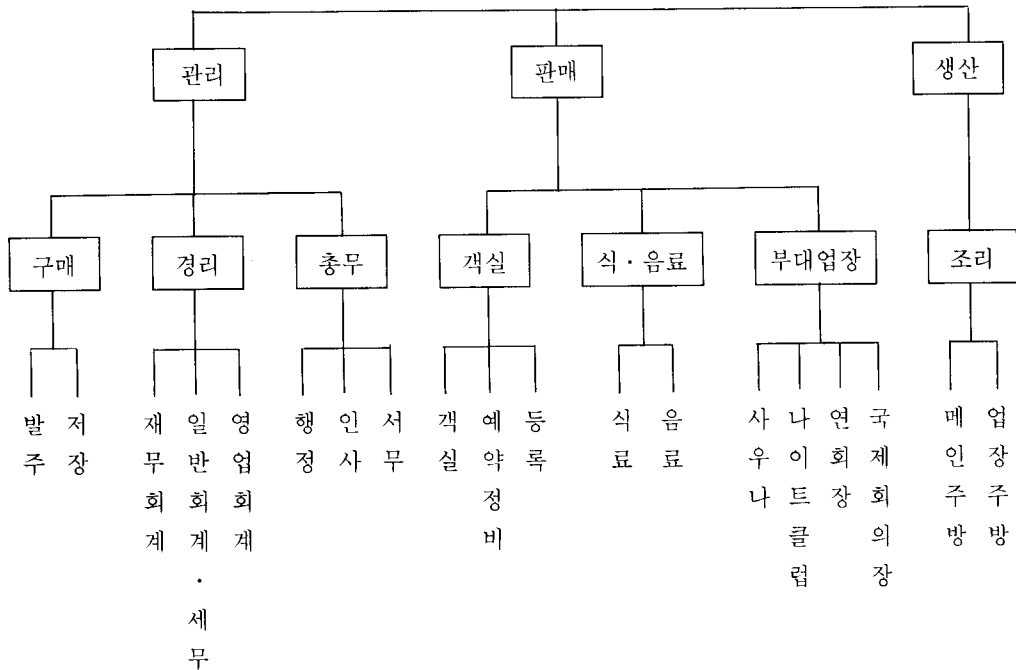 관리
판매
생산
구매
경리
총무
객실
식·음료
부대업장
조리
발주
저장
재무회계
일반회계·세무
영업회계
행정
인사
서무
객실
예약정비
등록
식료
음료
사우나
나이트클럽
연회장
국제회의장
메인주방
업장주방